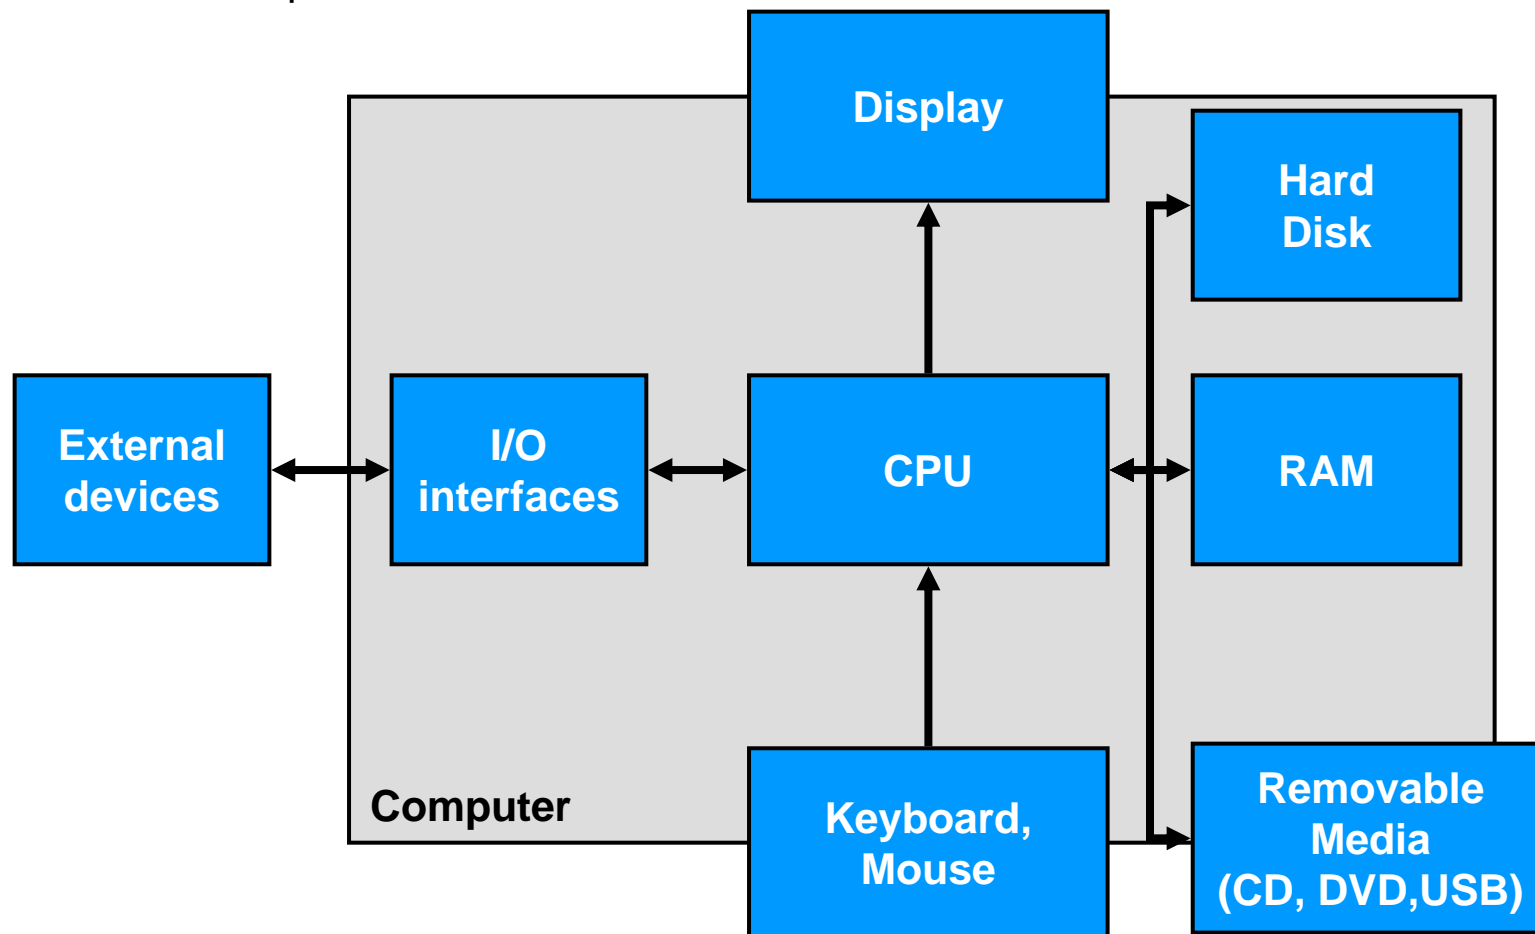 Display
Hard
Disk
External
devices
I/O
interfaces
CPU
RAM
Computer
Keyboard,
Mouse
Removable
Media
(CD, DVD,USB)